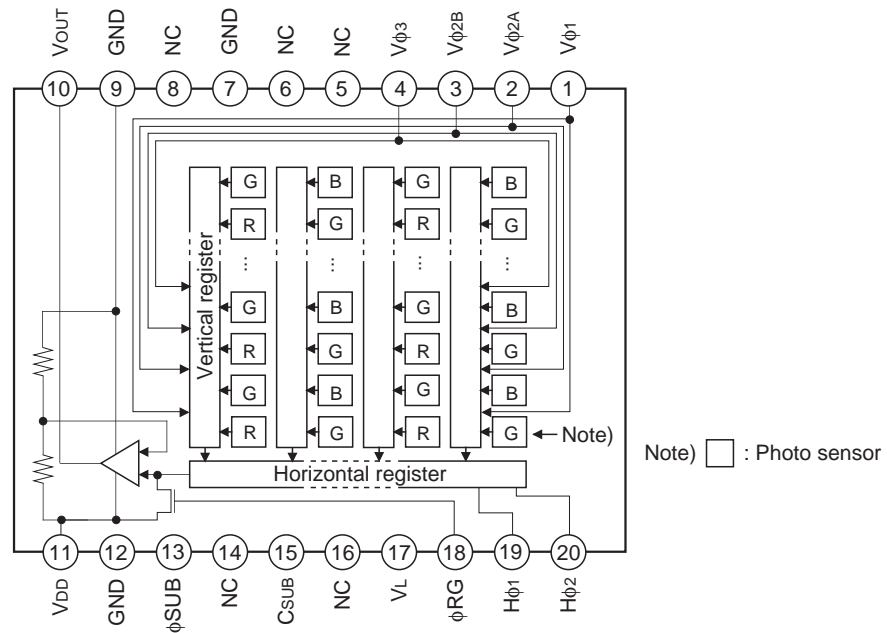 VOUT GND NC GND NC NC Vϕ3 Vϕ2B Vϕ2A Vϕ1
10 9 8 7 6 5 4 3 2 1
G B G B
R G R G
... ... ... ...
Vertical register
G B G B
R G R G
G B G B
R G R G
Note)
Note) : Photo sensor
Horizontal register
11 12 13 14 15 16 17 18 19 20
VDD GND ϕSUB NC CSUB NC VL ϕRG Hϕ1 Hϕ2